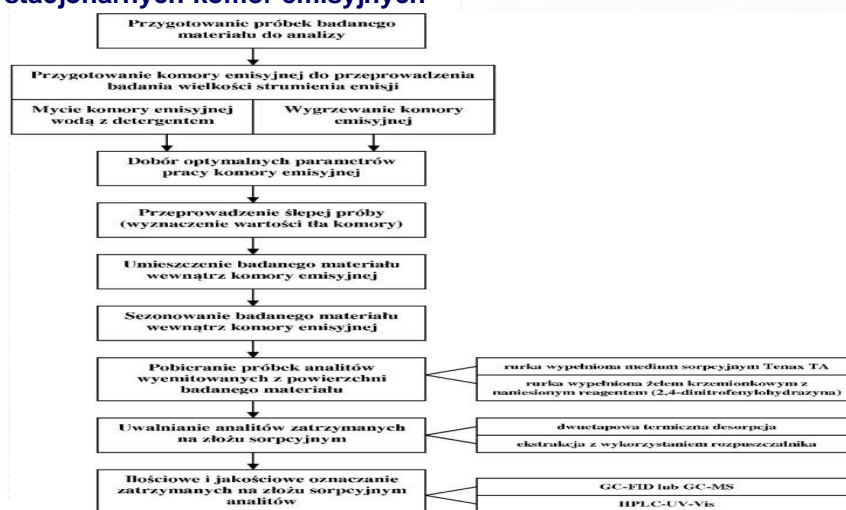 stacjonarnych komor emisyjnych
Przygotowanie próbek badanego
materiału do analizy
Przygotowanie komory emisyjnej do przeprowadzenia
badania wielkości strumienia emisji
Mycie komory emisyjnej
wodą z detergentem
Wygrzewanie komory
emisyjnej
Dobór optymalnych parametrów
pracy komory emisyjnej
Przeprowadzenie ślepej próby
(wyznaczenie wartości tła komory)
Umieszczenie badanego materiału
wewnątrz komory emisyjnej
Sezonowanie badanego materiału
wewnątrz komory emisyjnej
Pobieranie próbek analitów
wyemitowanych z powierzchni
badanego materiału
rurka wypełniona medium sorpcyjnym Tenax TA
rurka wypełniona żelem krzemionkowym z
naniesionym reagentem (2,4-dinitrofenylohydrazyna)
Uwalnianie analitów zatrzymanych
na złożu sorpcyjnym
dwuetapowa termiczna desorpcja
ekstrakcja z wykorzystaniem rozpuszczalnika
Ilościowe i jakościowe oznaczanie
zatrzymanych na złożu sorpcyjnym
analitów
GC-FID lub GC-MS
HPLC-UV-Vis